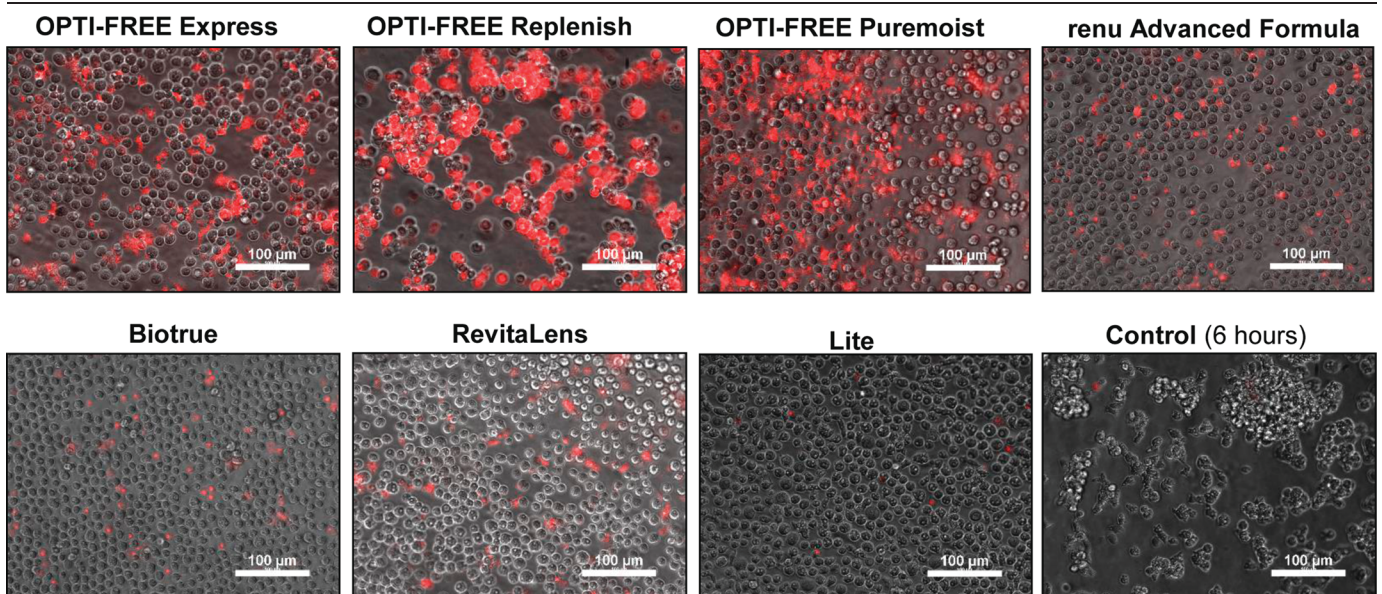 OPTI-FREE Express
OPTI-FREE Replenish
OPTI-FREE Puremoist
renu Advanced Formula
100 µm
100 µm
100 µm
100 µm
Biotrue
RevitaLens
Lite
Control (6 hours)
100 µm
100 µm
100 µm
100 µm